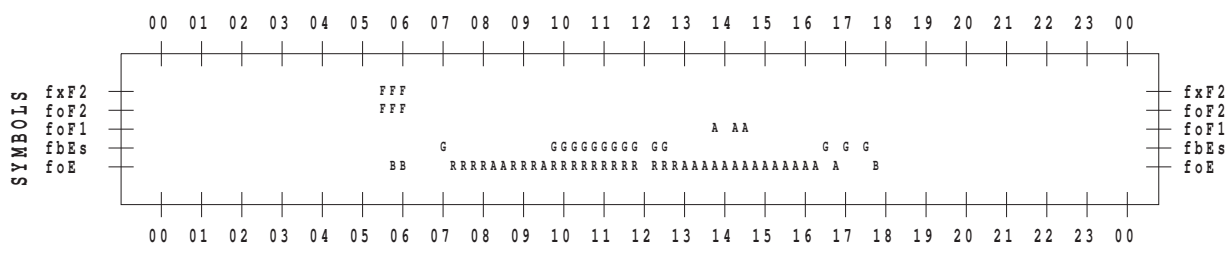 00 01 02 03 04 05 06 07 08 09 10 11 12 13 14 15 16 17 18 19 20 21 22 23 00
SYMBOLS
fxF2 FFF fxF2
foF2 FFF foF2
foF1 A AA foF1
fbEs G GGGGGGGGG GG G G G fbEs
foE BB RRRRAARRRARRRRRRRRR RRRAAAAAAAAAAAAAA A B foE
00 01 02 03 04 05 06 07 08 09 10 11 12 13 14 15 16 17 18 19 20 21 22 23 00